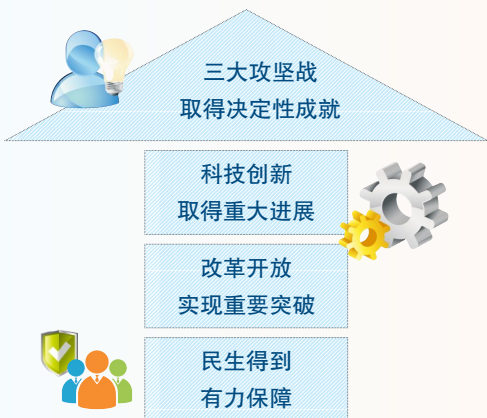 三大攻坚战
取得决定性成就
科技创新
取得重大进展
改革开放
实现重要突破
民生得到
有力保障